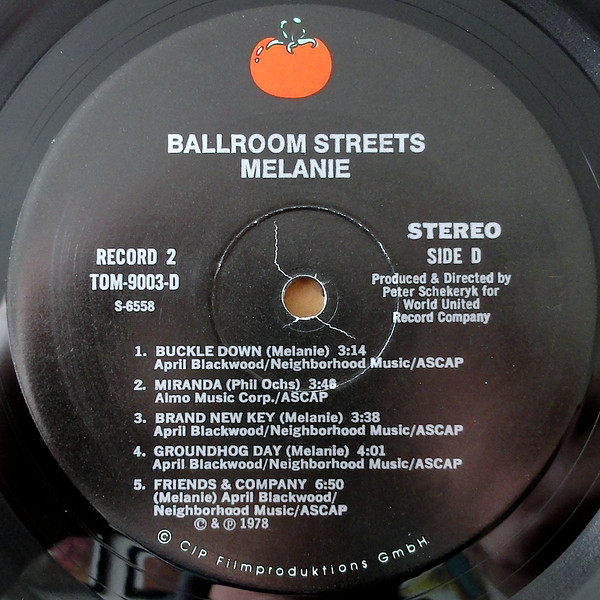 BALLROOM STREETS
MELANIE
RECORD 2
TOM-9003-D
S-6558
STEREO
SIDE D
Produced & Directed by
Peter Schekeryk for
World United
Record Company
1. BUCKLE DOWN (Melanie) 3:14
April Blackwood/Neighborhood Music/ASCAP
2. MIRANDA (Phil Ochs) 3:46
Almo Music Corp./ASCAP
3. BRAND NEW KEY (Melanie) 3:38
April Blackwood/Neighborhood Music/ASCAP
4. GROUNDHOG DAY (Melanie) 4:01
April Blackwood/Neighborhood Music/ASCAP
5. FRIENDS & COMPANY 6:50
(Melanie) April Blackwood/
Neighborhood Music/ASCAP
© & ℗ 1978
© CIP Filmproduktions GmbH.